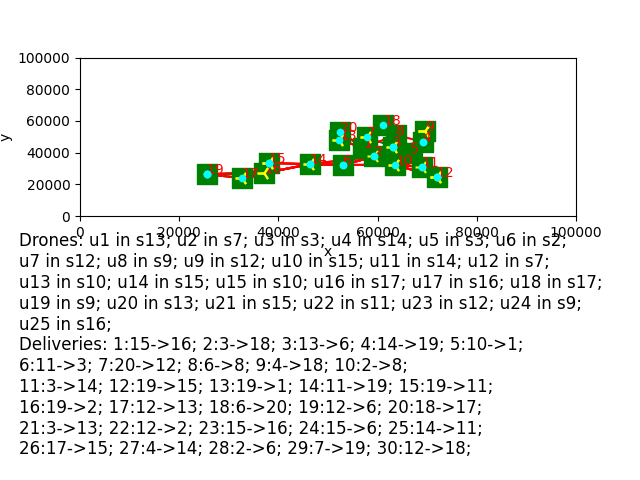 100000
80000
60000
40000
20000
0
y
0 20000 40000 60000 80000 100000
x
Drones: u1 in s13; u2 in s7; u3 in s3; u4 in s14; u5 in s3; u6 in s2;
u7 in s12; u8 in s9; u9 in s12; u10 in s15; u11 in s14; u12 in s7;
u13 in s10; u14 in s15; u15 in s10; u16 in s17; u17 in s16; u18 in s17;
u19 in s9; u20 in s13; u21 in s15; u22 in s11; u23 in s12; u24 in s9;
u25 in s16;
Deliveries: 1:15->16; 2:3->18; 3:13->6; 4:14->19; 5:10->1;
6:11->3; 7:20->12; 8:6->8; 9:4->18; 10:2->8;
11:3->14; 12:19->15; 13:19->1; 14:11->19; 15:19->11;
16:19->2; 17:12->13; 18:6->20; 19:12->6; 20:18->17;
21:3->13; 22:12->2; 23:15->16; 24:15->6; 25:14->11;
26:17->15; 27:4->14; 28:2->6; 29:7->19; 30:12->18;